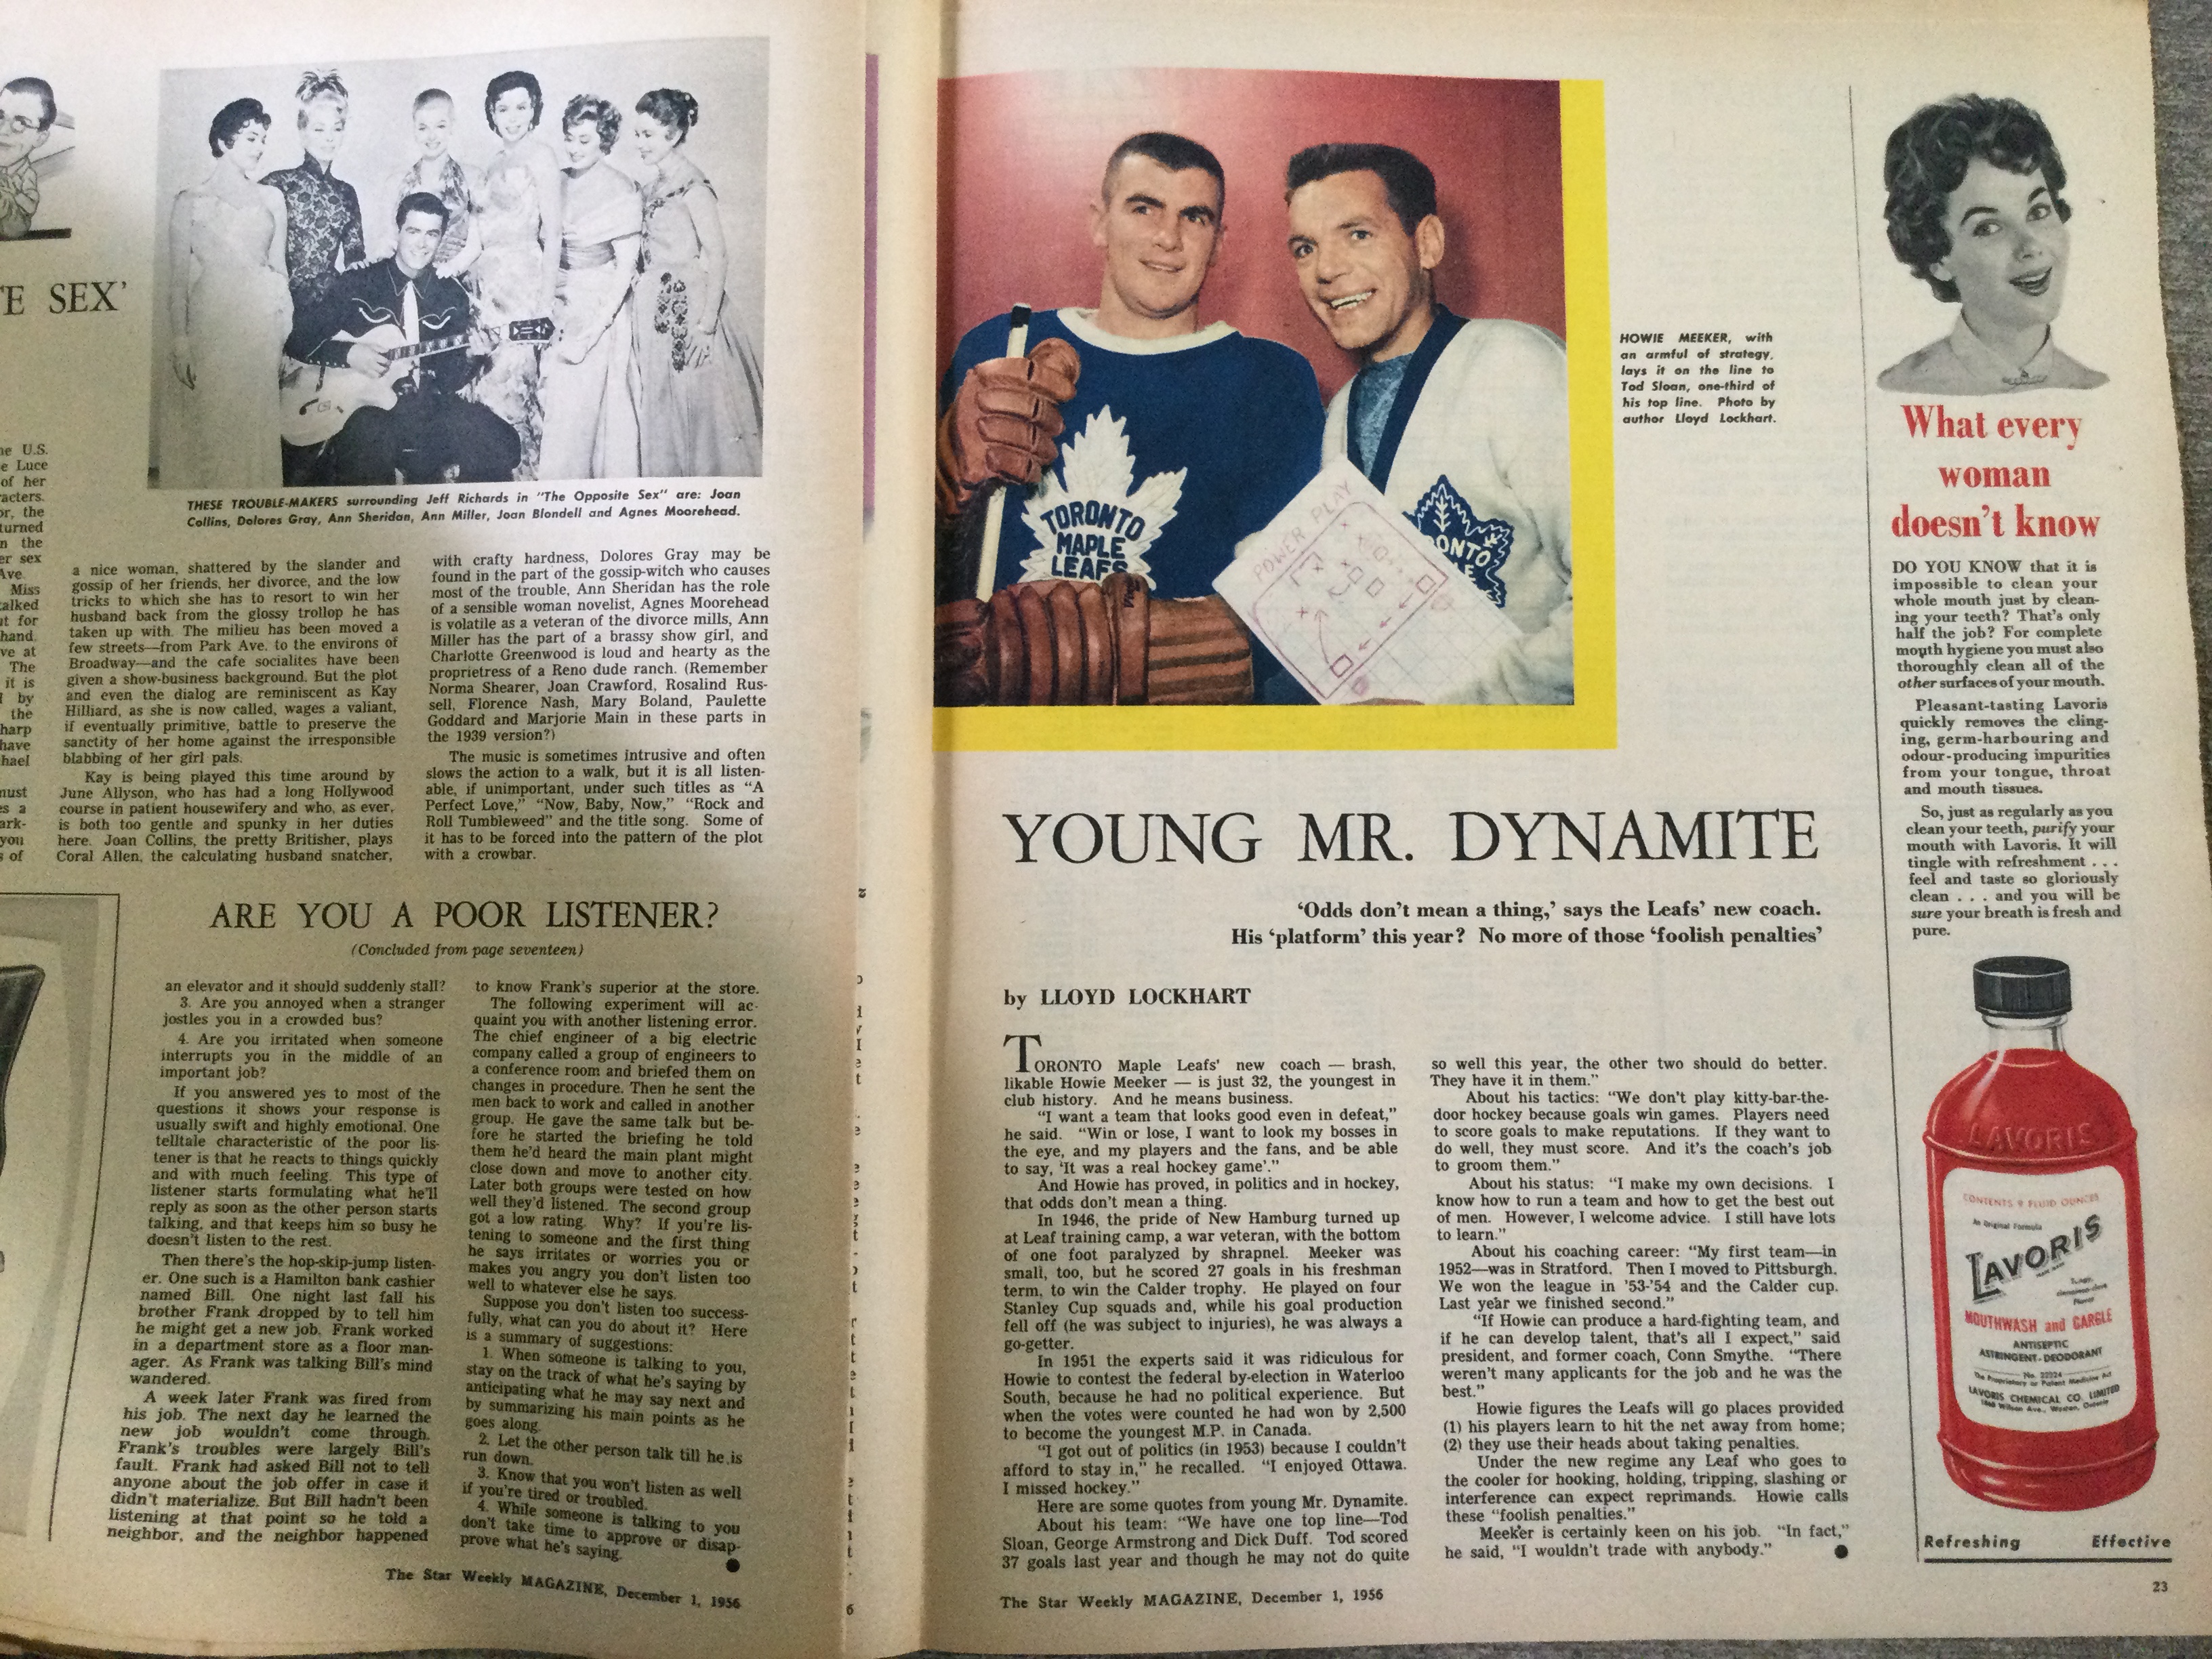 TE SEX'
ne U.S.
e Luce
of her
racters.
or, the
turned
n the
er sex
Ave.
Miss
talked
ut for
hand.
ve at
The
it is
l by
the
harp
have
hael
must
es a
ark-
you
s of
THESE TROUBLE-MAKERS surrounding Jeff Richards in "The Opposite Sex" are: Joan
Collins, Dolores Gray, Ann Sheridan, Ann Miller, Joan Blondell and Agnes Moorehead.
a nice woman, shattered by the slander and
gossip of her friends, her divorce, and the low
tricks to which she has to resort to win her
husband back from the glossy trollop he has
taken up with. The milieu has been moved a
few streets—from Park Ave. to the environs of
Broadway—and the cafe socialites have been
given a show-business background. But the plot
and even the dialog are reminiscent as Kay
Hilliard, as she is now called, wages a valiant,
if eventually primitive, battle to preserve the
sanctity of her home against the irresponsible
blabbing of her girl pals.
Kay is being played this time around by
June Allyson, who has had a long Hollywood
course in patient housewifery and who, as ever,
is both too gentle and spunky in her duties
here. Joan Collins, the pretty Britisher, plays
Coral Allen, the calculating husband snatcher,
with crafty hardness, Dolores Gray may be
found in the part of the gossip-witch who causes
most of the trouble, Ann Sheridan has the role
of a sensible woman novelist, Agnes Moorehead
is volatile as a veteran of the divorce mills, Ann
Miller has the part of a brassy show girl, and
Charlotte Greenwood is loud and hearty as the
proprietress of a Reno dude ranch. (Remember
Norma Shearer, Joan Crawford, Rosalind Rus-
sell, Florence Nash, Mary Boland, Paulette
Goddard and Marjorie Main in these parts in
the 1939 version?)
The music is sometimes intrusive and often
slows the action to a walk, but it is all listen-
able, if unimportant, under such titles as "A
Perfect Love," "Now, Baby, Now," "Rock and
Roll Tumbleweed" and the title song. Some of
it has to be forced into the pattern of the plot
with a crowbar.
ARE YOU A POOR LISTENER?
(Concluded from page seventeen)
an elevator and it should suddenly stall?
3. Are you annoyed when a stranger
jostles you in a crowded bus?
4. Are you irritated when someone
interrupts you in the middle of an
important job?
If you answered yes to most of the
questions it shows your response is
usually swift and highly emotional. One
telltale characteristic of the poor lis-
tener is that he reacts to things quickly
and with much feeling. This type of
listener starts formulating what he'll
reply as soon as the other person starts
talking, and that keeps him so busy he
doesn't listen to the rest.
Then there's the hop-skip-jump listen-
er. One such is a Hamilton bank cashier
named Bill. One night last fall his
brother Frank dropped by to tell him
he might get a new job. Frank worked
in a department store as a floor man-
ager. As Frank was talking Bill's mind
wandered.
A week later Frank was fired from
his job. The next day he learned the
new job wouldn't come through.
Frank's troubles were largely Bill's
fault. Frank had asked Bill not to tell
anyone about the job offer in case it
didn't materialize. But Bill hadn't been
listening at that point so he told a
neighbor, and the neighbor happened
to know Frank's superior at the store.
The following experiment will ac-
quaint you with another listening error.
The chief engineer of a big electric
company called a group of engineers to
a conference room and briefed them on
changes in procedure. Then he sent the
men back to work and called in another
group. He gave the same talk but be-
fore he started the briefing he told
them he'd heard the main plant might
close down and move to another city.
Later both groups were tested on how
well they'd listened. The second group
got a low rating. Why? If you're lis-
tening to someone and the first thing
he says irritates or worries you or
makes you angry you don't listen too
well to whatever else he says.
Suppose you don't listen too success-
fully, what can you do about it? Here
is a summary of suggestions:
1. When someone is talking to you,
stay on the track of what he's saying by
anticipating what he may say next and
by summarizing his main points as he
goes along.
2. Let the other person talk till he is
run down.
3. Know that you won't listen as well
if you're tired or troubled.
4. While someone is talking to you
don't take time to approve or disap-
prove what he's saying.
The Star Weekly MAGAZINE, December 1, 1956
TORONTO
MAPLE
LEAFS
POWER PLAY
ONTO
LE
HOWIE MEEKER, with
an armful of strategy,
lays it on the line to
Tod Sloan, one-third of
his top line. Photo by
author Lloyd Lockhart.
YOUNG MR. DYNAMITE
'Odds don't mean a thing,' says the Leafs' new coach.
His 'platform' this year? No more of those 'foolish penalties'
by LLOYD LOCKHART
TORONTO Maple Leafs' new coach — brash,
likable Howie Meeker — is just 32, the youngest in
club history. And he means business.
"I want a team that looks good even in defeat,"
he said. "Win or lose, I want to look my bosses in
the eye, and my players and the fans, and be able
to say, 'It was a real hockey game'."
And Howie has proved, in politics and in hockey,
that odds don't mean a thing.
In 1946, the pride of New Hamburg turned up
at Leaf training camp, a war veteran, with the bottom
of one foot paralyzed by shrapnel. Meeker was
small, too, but he scored 27 goals in his freshman
term, to win the Calder trophy. He played on four
Stanley Cup squads and, while his goal production
fell off (he was subject to injuries), he was always a
go-getter.
In 1951 the experts said it was ridiculous for
Howie to contest the federal by-election in Waterloo
South, because he had no political experience. But
when the votes were counted he had won by 2,500
to become the youngest M.P. in Canada.
"I got out of politics (in 1953) because I couldn't
afford to stay in," he recalled. "I enjoyed Ottawa.
I missed hockey."
Here are some quotes from young Mr. Dynamite.
About his team: "We have one top line—Tod
Sloan, George Armstrong and Dick Duff. Tod scored
37 goals last year and though he may not do quite
so well this year, the other two should do better.
They have it in them."
About his tactics: "We don't play kitty-bar-the-
door hockey because goals win games. Players need
to score goals to make reputations. If they want to
do well, they must score. And it's the coach's job
to groom them."
About his status: "I make my own decisions. I
know how to run a team and how to get the best out
of men. However, I welcome advice. I still have lots
to learn."
About his coaching career: "My first team—in
1952—was in Stratford. Then I moved to Pittsburgh.
We won the league in '53-'54 and the Calder cup.
Last year we finished second."
"If Howie can produce a hard-fighting team, and
if he can develop talent, that's all I expect," said
president, and former coach, Conn Smythe. "There
weren't many applicants for the job and he was the
best."
Howie figures the Leafs will go places provided
(1) his players learn to hit the net away from home;
(2) they use their heads about taking penalties.
Under the new regime any Leaf who goes to
the cooler for hooking, holding, tripping, slashing or
interference can expect reprimands. Howie calls
these "foolish penalties."
Meeker is certainly keen on his job. "In fact,"
he said, "I wouldn't trade with anybody."
The Star Weekly MAGAZINE, December 1, 1956
What every
woman
doesn't know
DO YOU KNOW that it is
impossible to clean your
whole mouth just by clean-
ing your teeth? That's only
half the job? For complete
mouth hygiene you must also
thoroughly clean all of the
other surfaces of your mouth.
Pleasant-tasting Lavoris
quickly removes the cling-
ing, germ-harbouring and
odour-producing impurities
from your tongue, throat
and mouth tissues.
So, just as regularly as you
clean your teeth, purify your
mouth with Lavoris. It will
tingle with refreshment . . .
feel and taste so gloriously
clean . . . and you will be
sure your breath is fresh and
pure.
LAVORIS
CONTENTS 9 FLUID OUNCES
An Original Formula
LAVORIS
MOUTHWASH and GARGLE
ANTISEPTIC
ASTRINGENT-DEODORANT
No. 22024
The Proprietary or Patent Medicine Act
LAVORIS CHEMICAL CO. LIMITED
Wilson Ave., Weston, Ontario
Refreshing Effective
23